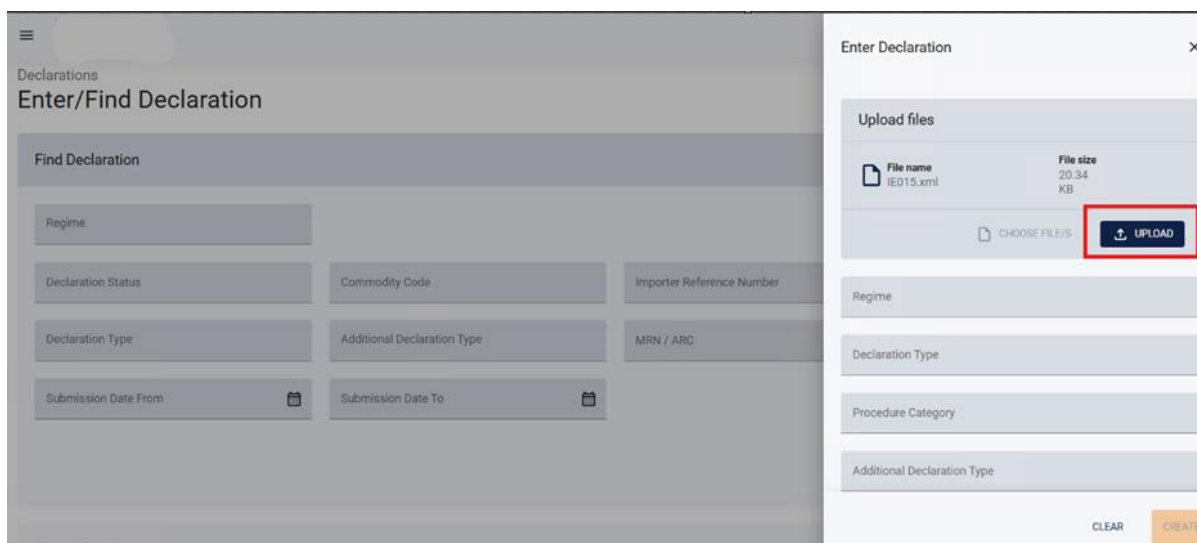 Declarations
Enter/Find Declaration
Find Declaration
Regime
Declaration Status
Commodity Code
Importer Reference Number
Declaration Type
Additional Declaration Type
MRN / ARC
Submission Date From
Submission Date To
Enter Declaration
Upload files
File name
IE015.xml
File size
20.34
KB
CHOOSE FILE/S
UPLOAD
Regime
Declaration Type
Procedure Category
Additional Declaration Type
CLEAR
CREATE